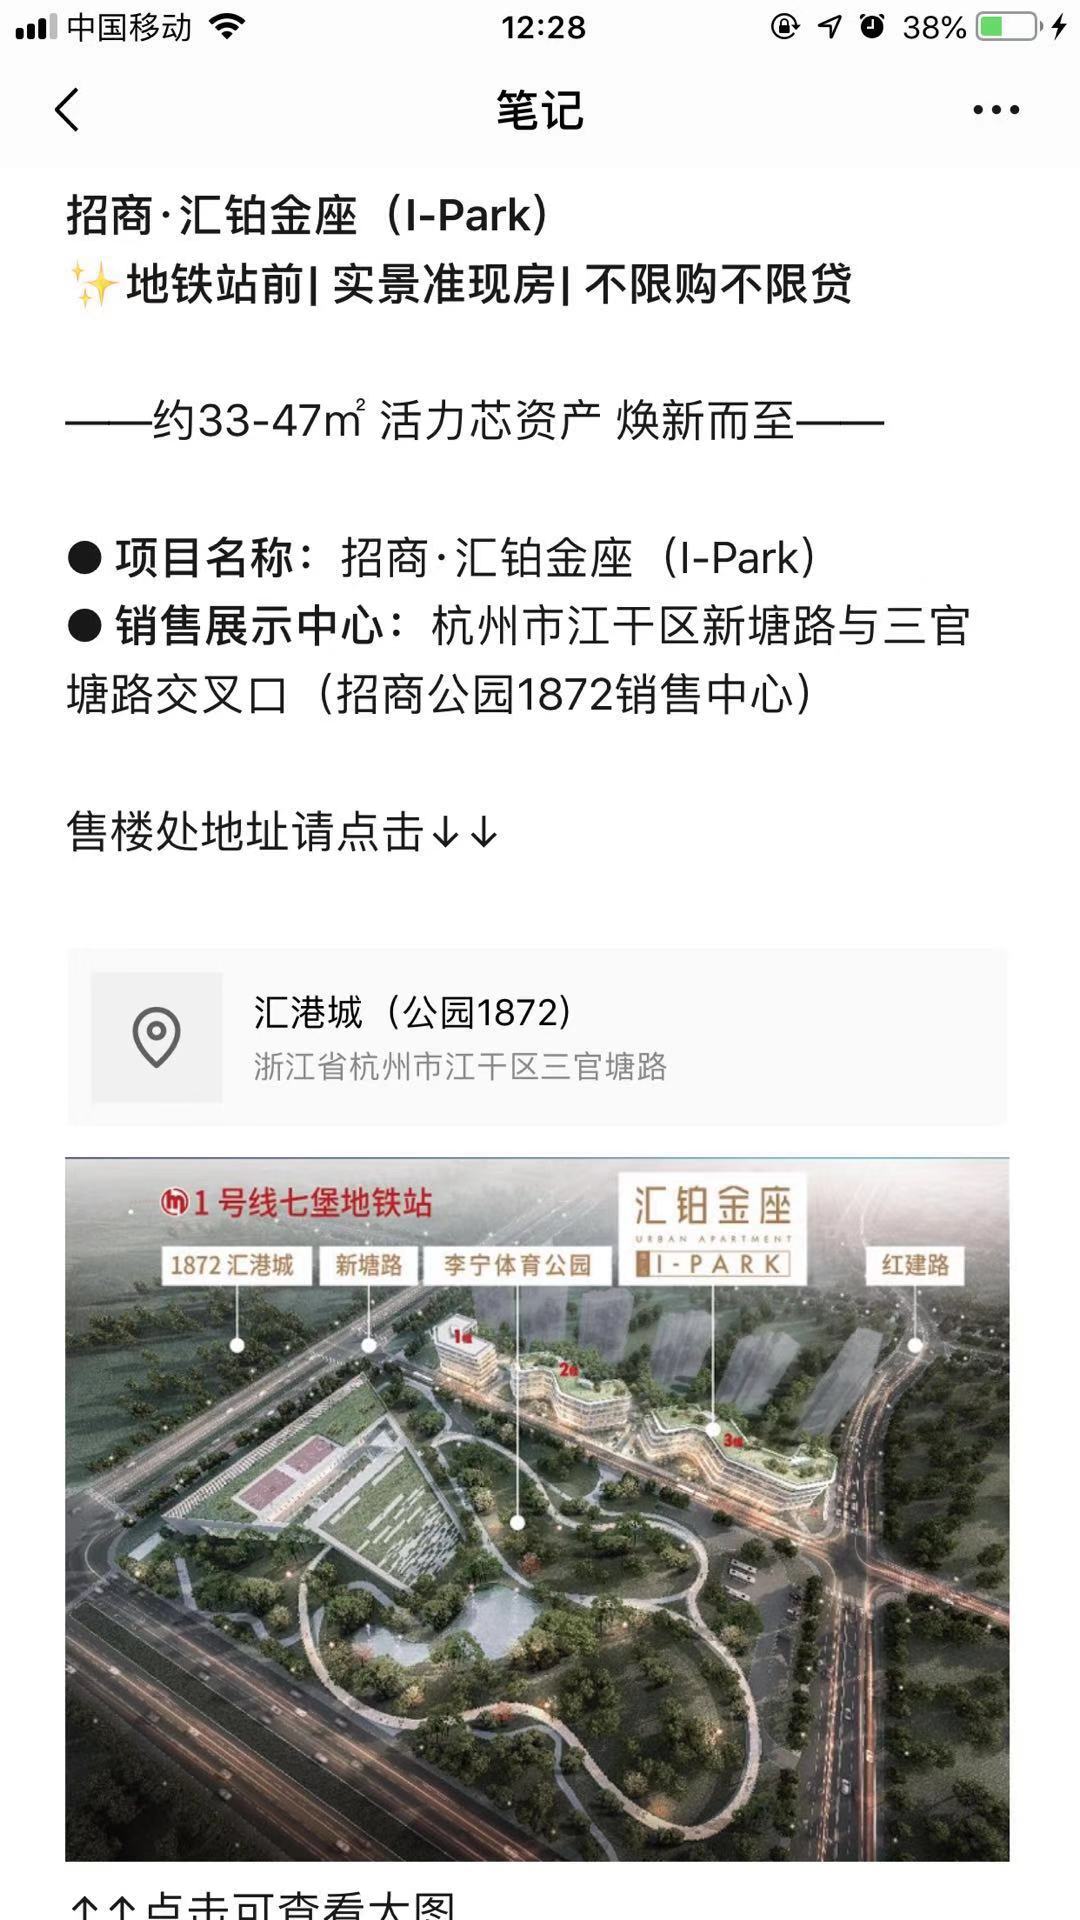 中国移动 12:28 38%
笔记
招商·汇铂金座（I-Park）
✨地铁站前| 实景准现房| 不限购不限贷
——约33-47㎡ 活力芯资产 焕新而至——
● 项目名称：招商·汇铂金座（I-Park）
● 销售展示中心：杭州市江干区新塘路与三官
塘路交叉口（招商公园1872销售中心）
售楼处地址请点击↓↓
汇港城（公园1872）
浙江省杭州市江干区三官塘路
1号线七堡地铁站
汇铂金座
URBAN APARTMENT
I-PARK
1872 汇港城
新塘路
李宁体育公园
红建路
1#
2#
3#
↑↑点击可查看大图